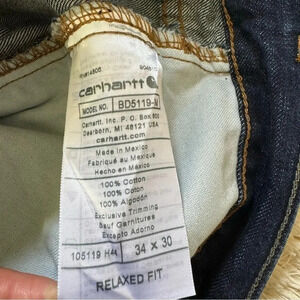 carhartt
MODEL NO. BD5119-M
Carhartt, Inc. P.O. Box 600
Dearborn, MI 48121 USA
carhartt.com
Made in Mexico
Fabriqué au Mexique
Hecho en México
100% Cotton
100% Coton
100% Algodón
Exclusive Trimming
Sauf Garnitures
Excepto Adorno
105119 H44 34 x 30
RELAXED FIT